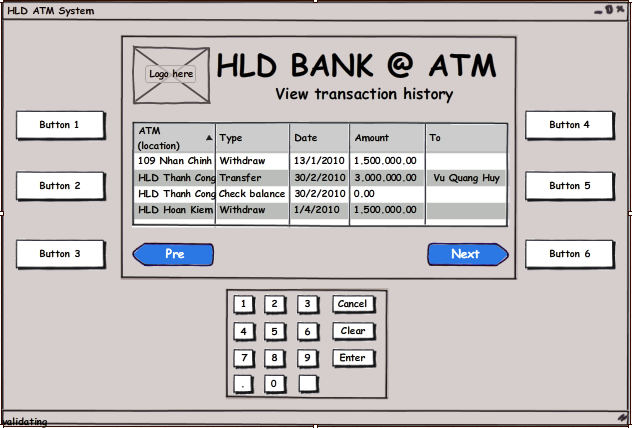 HLD ATM System
Logo here
HLD BANK @ ATM
View transaction history
ATM (location) Type Date Amount To
109 Nhan Chinh Withdraw 13/1/2010 1,500,000.00
HLD Thanh Cong Transfer 30/2/2010 3,000,000.00 Vu Quang Huy
HLD Thanh Cong Check balance 30/2/2010 0.00
HLD Hoan Kiem Withdraw 1/4/2010 1,500,000.00
Pre
Next
Button 1
Button 2
Button 3
Button 4
Button 5
Button 6
1 2 3 Cancel
4 5 6 Clear
7 8 9 Enter
. 0
validating